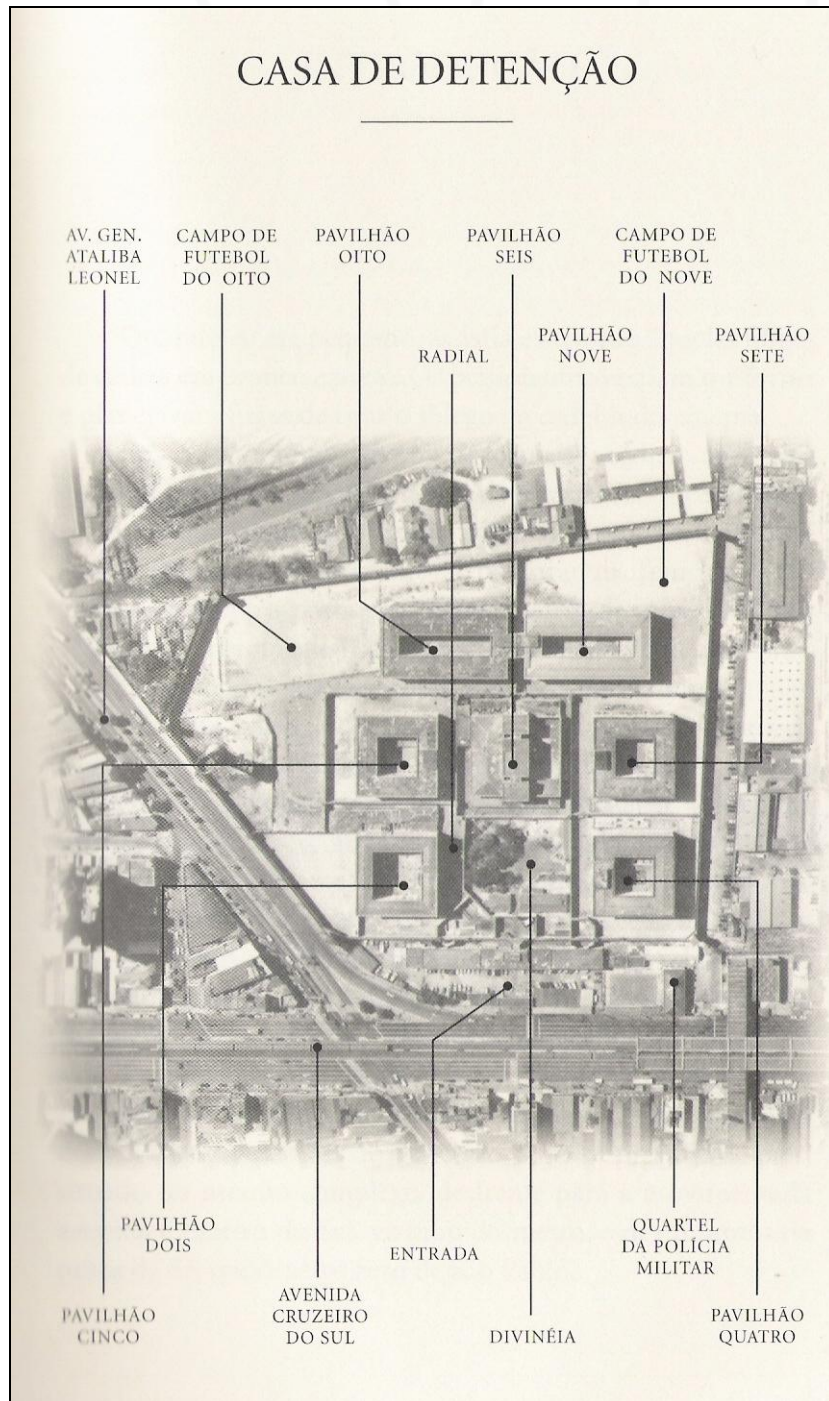 CASA DE DETENÇÃO
AV. GEN.
ATALIBA
LEONEL
CAMPO DE
FUTEBOL
DO OITO
PAVILHÃO
OITO
PAVILHÃO
SEIS
CAMPO DE
FUTEBOL
DO NOVE
RADIAL
PAVILHÃO
NOVE
PAVILHÃO
SETE
PAVILHÃO
DOIS
ENTRADA
QUARTEL
DA POLÍCIA
MILITAR
PAVILHÃO
CINCO
AVENIDA
CRUZEIRO
DO SUL
DIVINÉIA
PAVILHÃO
QUATRO